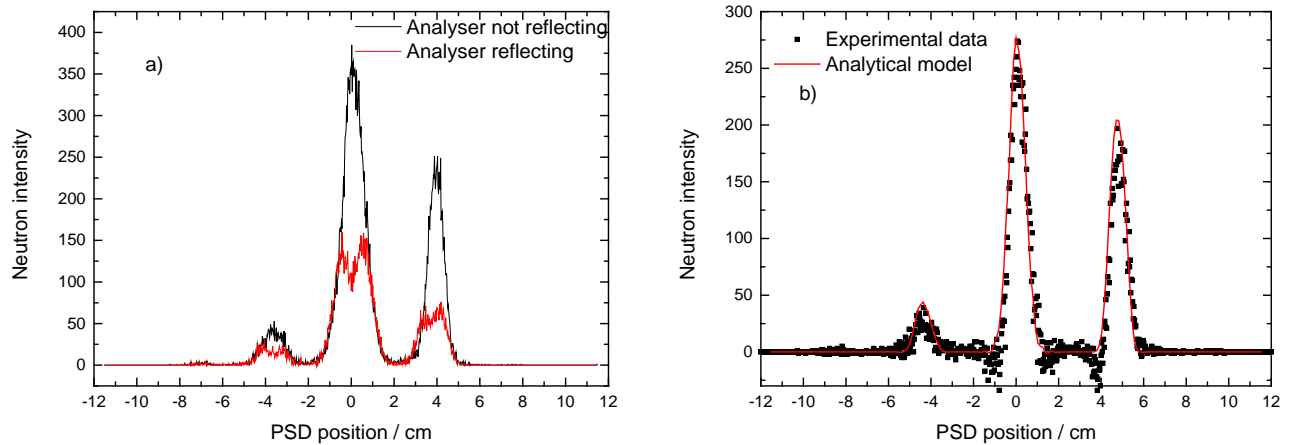 Analyser not reflecting
Analyser reflecting
a)
400
350
300
250
200
150
100
50
0
Neutron intensity
-12 -10 -8 -6 -4 -2 0 2 4 6 8 10 12
PSD position / cm
Experimental data
Analytical model
b)
300
250
200
150
100
50
0
Neutron intensity
-12 -10 -8 -6 -4 -2 0 2 4 6 8 10 12
PSD position / cm